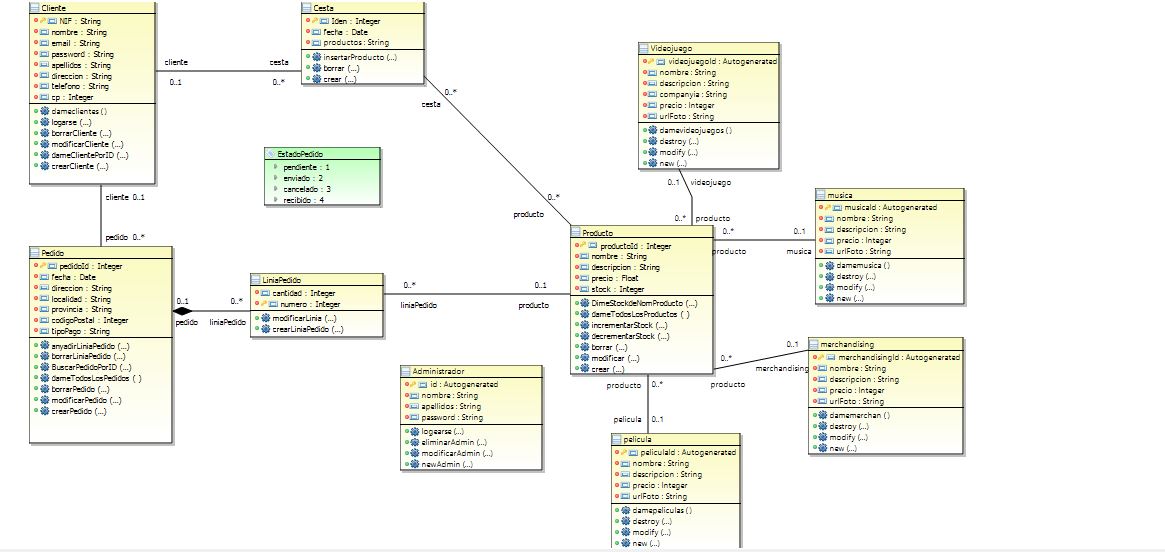 Cliente
NIF : String
nombre : String
email : String
password : String
apellidos : String
direccion : String
telefono : String
cp : Integer
dameclientes ()
logarse (...)
borrarCliente (...)
modificarCliente (...)
dameClientePorID (...)
crearCliente (...)
cliente
cesta
0..1
0..*
Cesta
Iden : Integer
fecha : Date
productos : String
insertarProducto (...)
borrar (...)
crear (...)
0..*
cesta
0..*
producto
EstadoPedido
pendiente : 1
enviado : 2
cancelado : 3
recibido : 4
Videojuego
videojuegoId : Autogenerated
nombre : String
descripcion : String
companyia : String
precio : Integer
urlFoto : String
damevideojuegos ()
destroy (...)
modify (...)
new (...)
0..1
videojuego
0..*
producto
musica
musicaId : Autogenerated
nombre : String
descripcion : String
precio : Integer
urlFoto : String
damemusica ()
destroy (...)
modify (...)
new (...)
0..*
0..1
producto
musica
cliente 0..1
pedido 0..*
Pedido
pedidoId : Integer
fecha : Date
direccion : String
localidad : String
provincia : String
codigoPostal : Integer
tipoPago : String
anyadirLiniaPedido (...)
borrarLiniaPedido (...)
BuscarPedidoPorID (...)
dameTodosLosPedidos ( )
borrarPedido (...)
modificarPedido (...)
crearPedido (...)
0..1
0..*
pedido
liniaPedido
LiniaPedido
cantidad : Integer
numero : Integer
modificarLinia (...)
crearLiniaPedido (...)
0..*
0..1
liniaPedido
producto
Producto
productoId : Integer
nombre : String
descripcion : String
precio : Float
stock : Integer
DimeStockdeNomProducto (...)
dameTodosLosProductos ( )
incrementarStock (...)
decrementarStock (...)
borrar (...)
modificar (...)
crear (...)
0..1
0..*
merchandising
producto
merchandising
merchandisingId : Autogenerated
nombre : String
descripcion : String
precio : Integer
urlFoto : String
damemerchan ()
destroy (...)
modify (...)
new (...)
Administrador
id : Autogenerated
nombre : String
apellidos : String
password : String
logearse (...)
eliminarAdmin (...)
modificarAdmin (...)
newAdmin (...)
producto
0..*
pelicula
0..1
pelicula
peliculaId : Autogenerated
nombre : String
descripcion : String
precio : Integer
urlFoto : String
damepeliculas ()
destroy (...)
modify (...)
new (...)